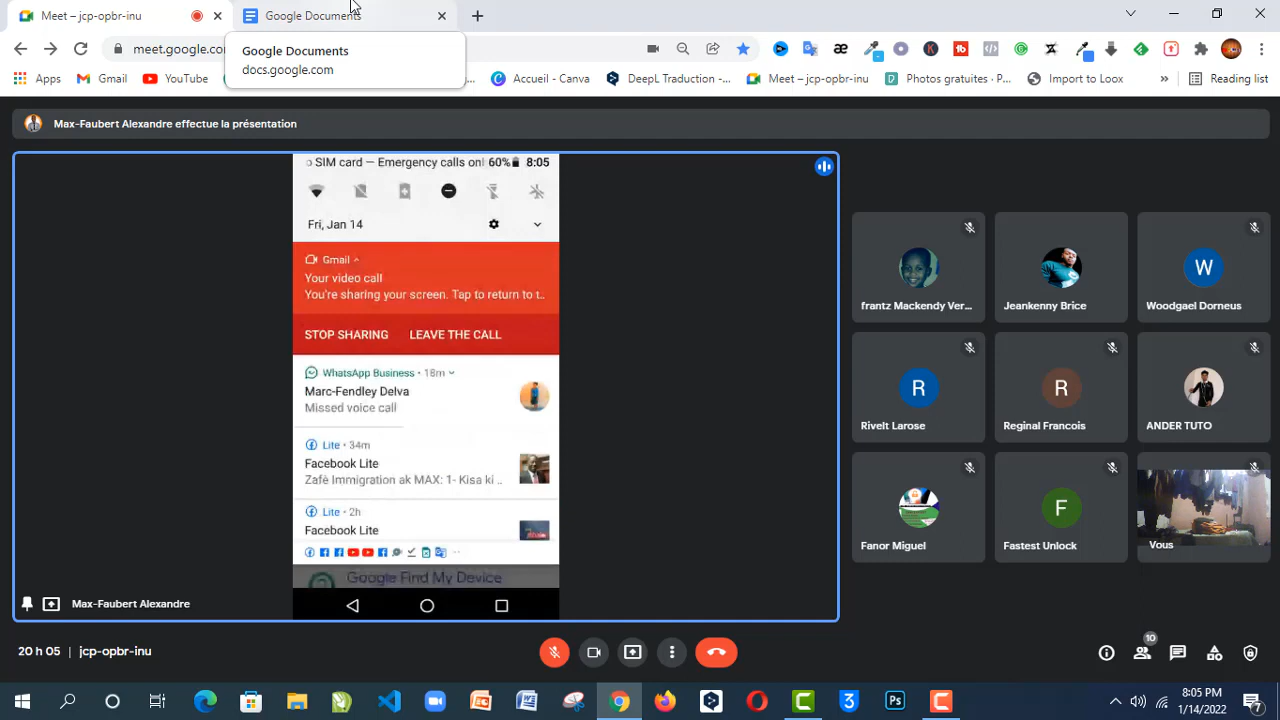 Meet – jcp-opbr-inu
Google Documents
meet.google.co
Google Documents
docs.google.com
Apps
Gmail
YouTube
Accueil - Canva
DeepL Traduction -...
Meet – jcp-opbr-inu
Photos gratuites · P...
Import to Loox
Reading list
Max-Faubert Alexandre effectue la présentation
SIM card — Emergency calls onl 60% 8:05
Fri, Jan 14
Gmail
Your video call
You're sharing your screen. Tap to return to t..
STOP SHARING LEAVE THE CALL
WhatsApp Business • 18m
Marc-Fendley Delva
Missed voice call
Lite • 34m
Facebook Lite
Zafè Immigration ak MAX: 1- Kisa ki ..
Lite • 2h
Facebook Lite
Google Find My Device
Max-Faubert Alexandre
frantz Mackendy Ver...
Jeankenny Brice
W
Woodgael Dorneus
R
Rivelt Larose
R
Reginal Francois
ANDER TUTO
Fanor Miguel
F
Fastest Unlock
Vous
20 h 05 | jcp-opbr-inu
10
8:05 PM
1/14/2022
7